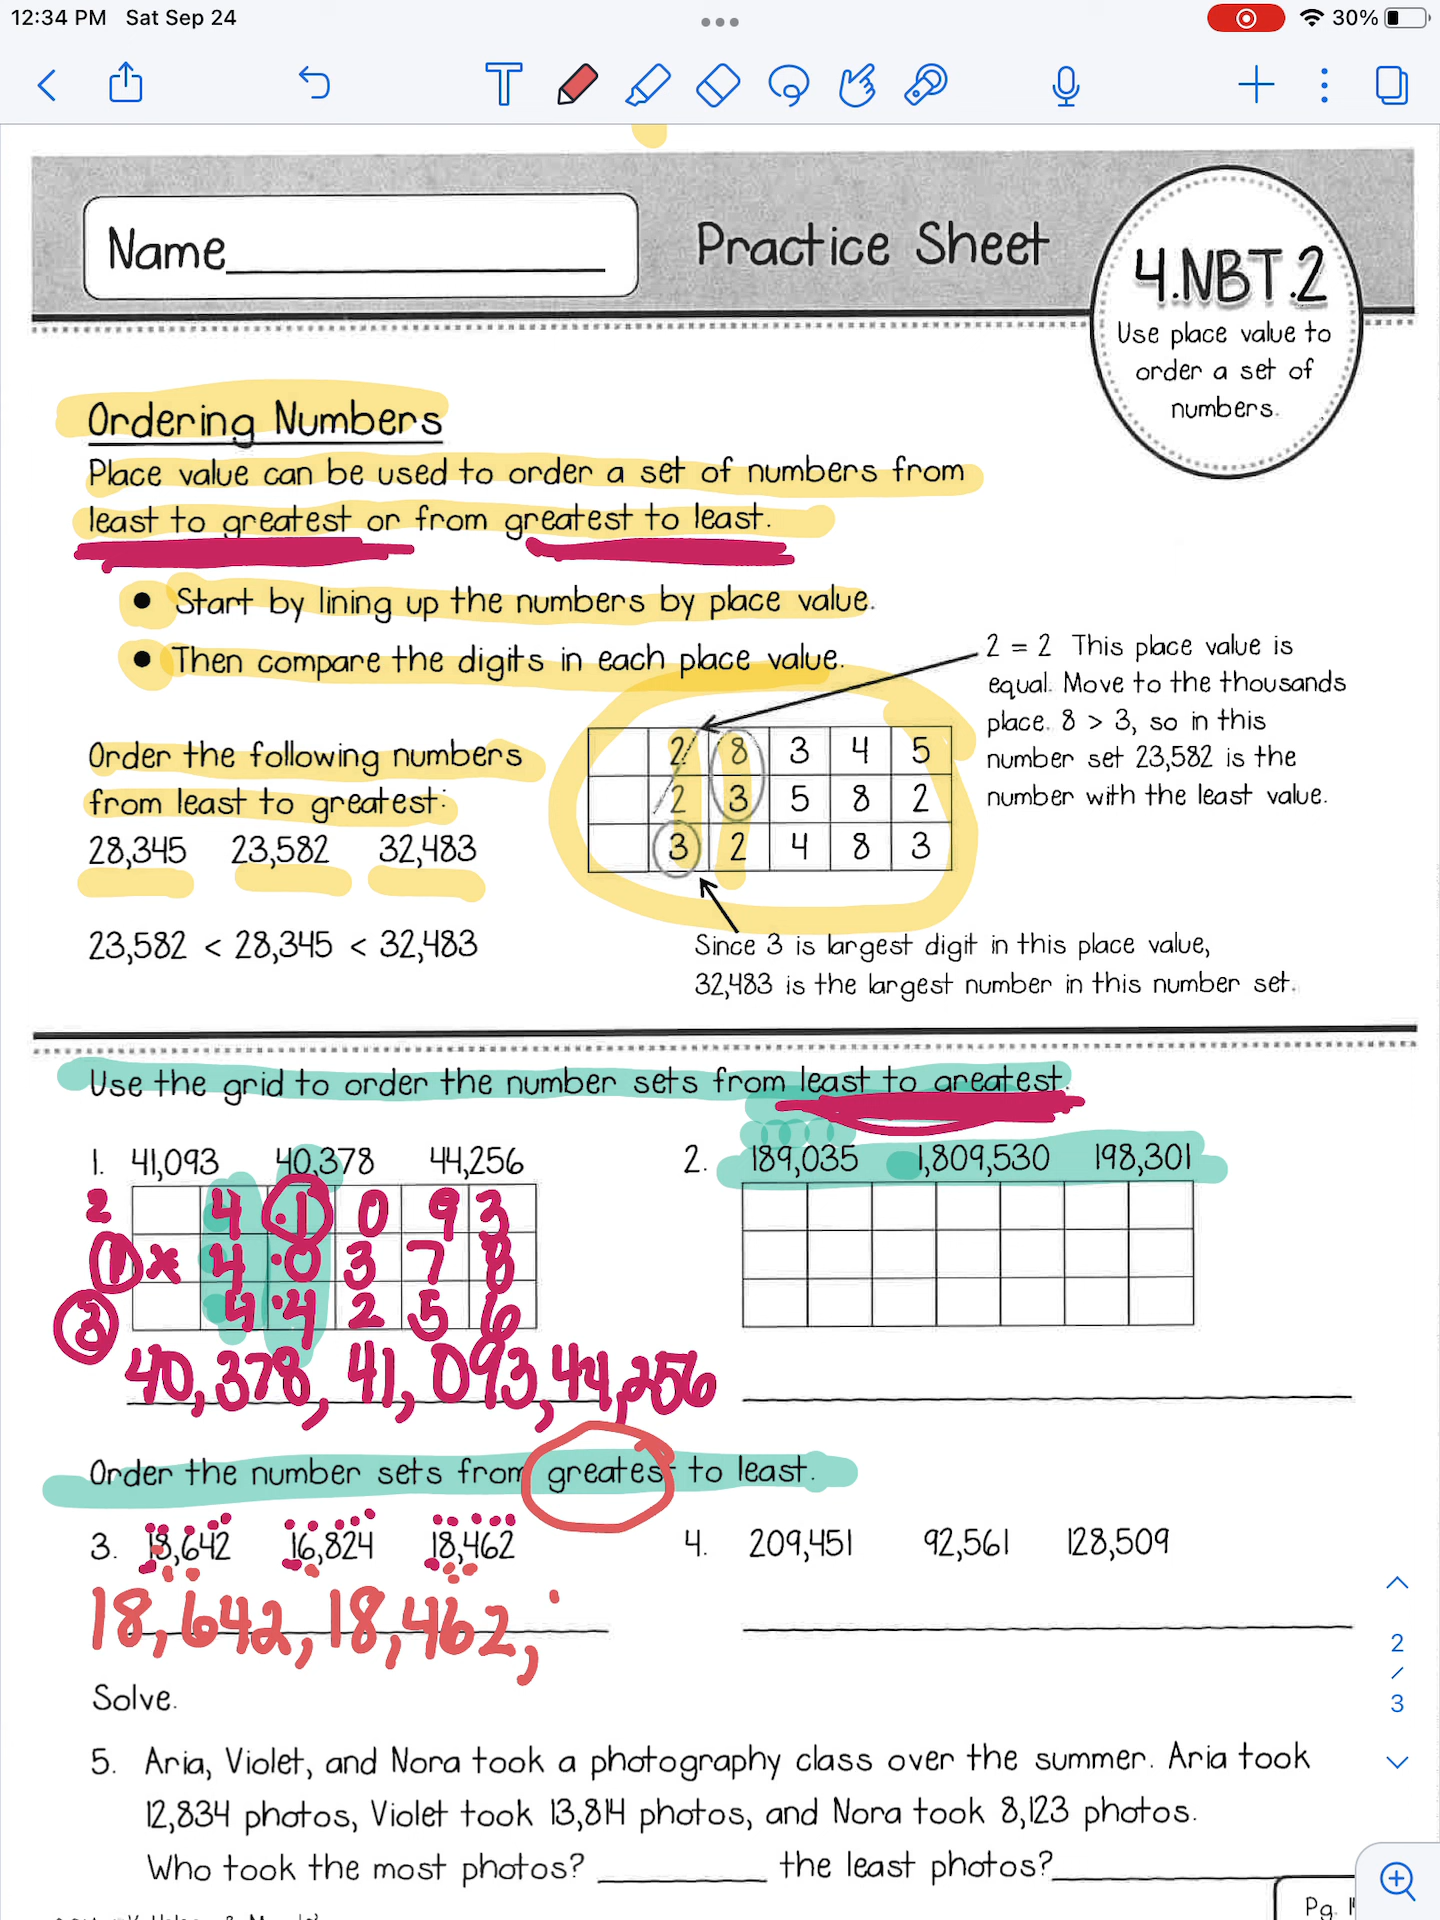 12:34 PM Sat Sep 24
30%
T
Name
Practice Sheet
4.NBT.2
Use place value to
order a set of
numbers.
Ordering Numbers
Place value can be used to order a set of numbers from
least to greatest or from greatest to least.
• Start by lining up the numbers by place value.
• Then compare the digits in each place value.
2 = 2 This place value is
equal. Move to the thousands
place. 8 > 3, so in this
number set 23,582 is the
number with the least value.
Order the following numbers
from least to greatest:
28,345 23,582 32,483
23,582 < 28,345 < 32,483
2 8 3 4 5
2 3 5 8 2
3 2 4 8 3
Since 3 is largest digit in this place value,
32,483 is the largest number in this number set.
Use the grid to order the number sets from least to greatest.
1. 41,093 40,378 44,256
2 4 1 0 9 3
1 x 4 0 3 7 8
3 4 4 2 5 6
40,378, 41,093, 44,256
2. 189,035 1,809,530 198,301
Order the number sets from greatest to least.
3. 18,642 16,824 18,462
18,642, 18,462,
4. 209,451 92,561 128,509
2
/
3
Solve.
5. Aria, Violet, and Nora took a photography class over the summer. Aria took
12,834 photos, Violet took 13,814 photos, and Nora took 8,123 photos.
Who took the most photos? the least photos?
Pg.